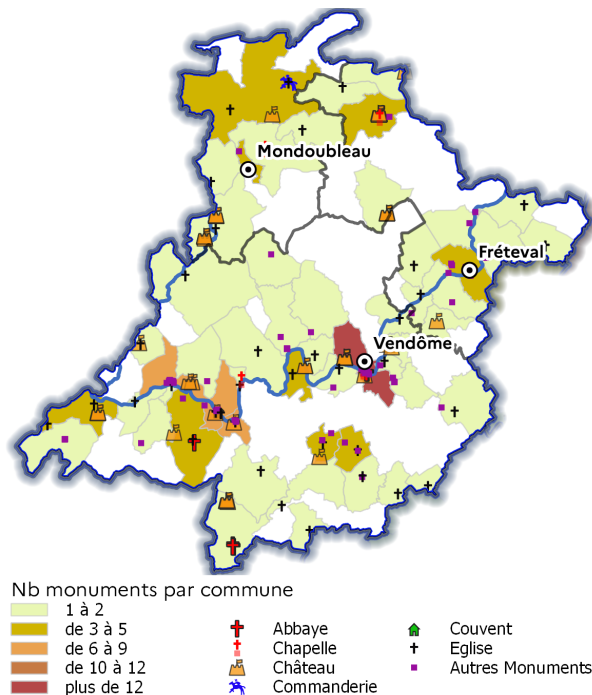 Mondoubleau
Fréteval
Vendôme
Nb monuments par commune
1 à 2
de 3 à 5
de 6 à 9
de 10 à 12
plus de 12
Abbaye
Chapelle
Château
Commanderie
Couvent
Eglise
Autres Monuments